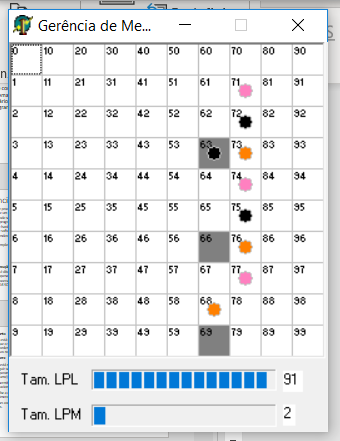 Gerência de Me...
0 10 20 30 40 50 60 70 80 90
1 11 21 31 41 51 61 71 81 91
2 12 22 32 42 52 62 72 82 92
3 13 23 33 43 53 63 73 83 93
4 14 24 34 44 54 64 74 84 94
5 15 25 35 45 55 65 75 85 95
6 16 26 36 46 56 66 76 86 96
7 17 27 37 47 57 67 77 87 97
8 18 28 38 48 58 68 78 88 98
9 19 29 39 49 59 69 79 89 99
Tam. LPL 91
Tam. LPM 2